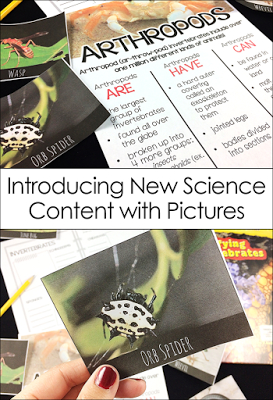 ARTHROPODS
Arthropod (ar-throw-pod) invertebrates include over
one million different kinds of animals
WASP
Arthropods
ARE
Arthropods
HAVE
Arthropods
CAN
the largest
group of
invertebrates
found all over
the globe
broken up into
4 more groups;
insects
a hard outer
covering
called an
exoskeleton
to protect
them
jointed legs
bodies divided
into sections
be found in
water or
ORB SPIDER
Introducing New Science
Content with Pictures
INVERTEBRATES
ORB SPIDER